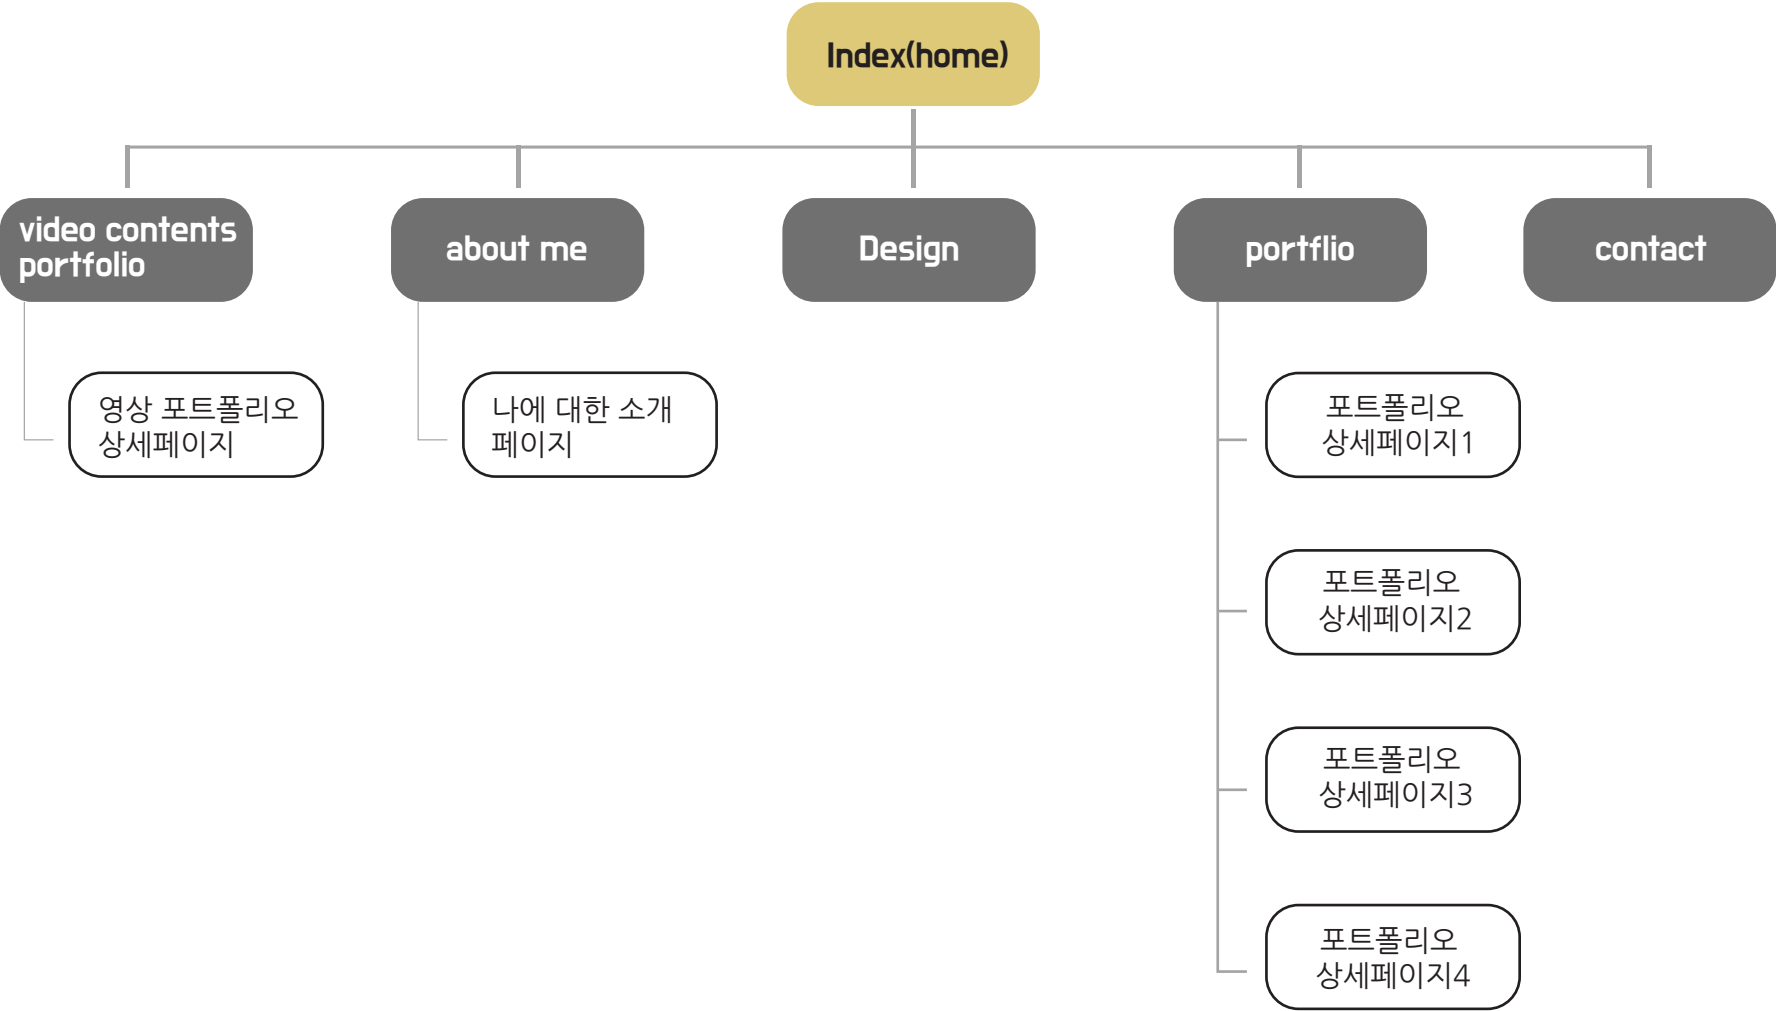 Index(home)
video contents
portfolio
about me
Design
portflio
contact
영상 포트폴리오
상세페이지
나에 대한 소개
페이지
포트폴리오
상세페이지1
포트폴리오
상세페이지2
포트폴리오
상세페이지3
포트폴리오
상세페이지4